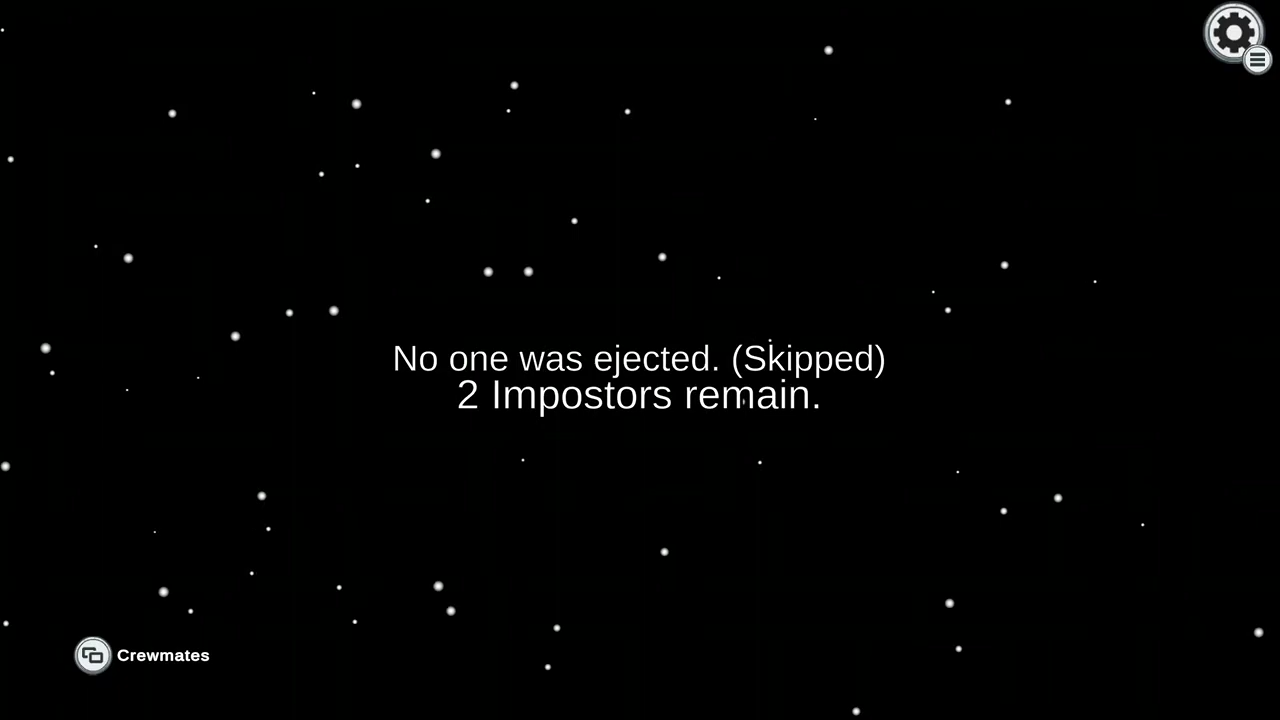 No one was ejected. (Skipped)
2 Impostors remain.
Crewmates